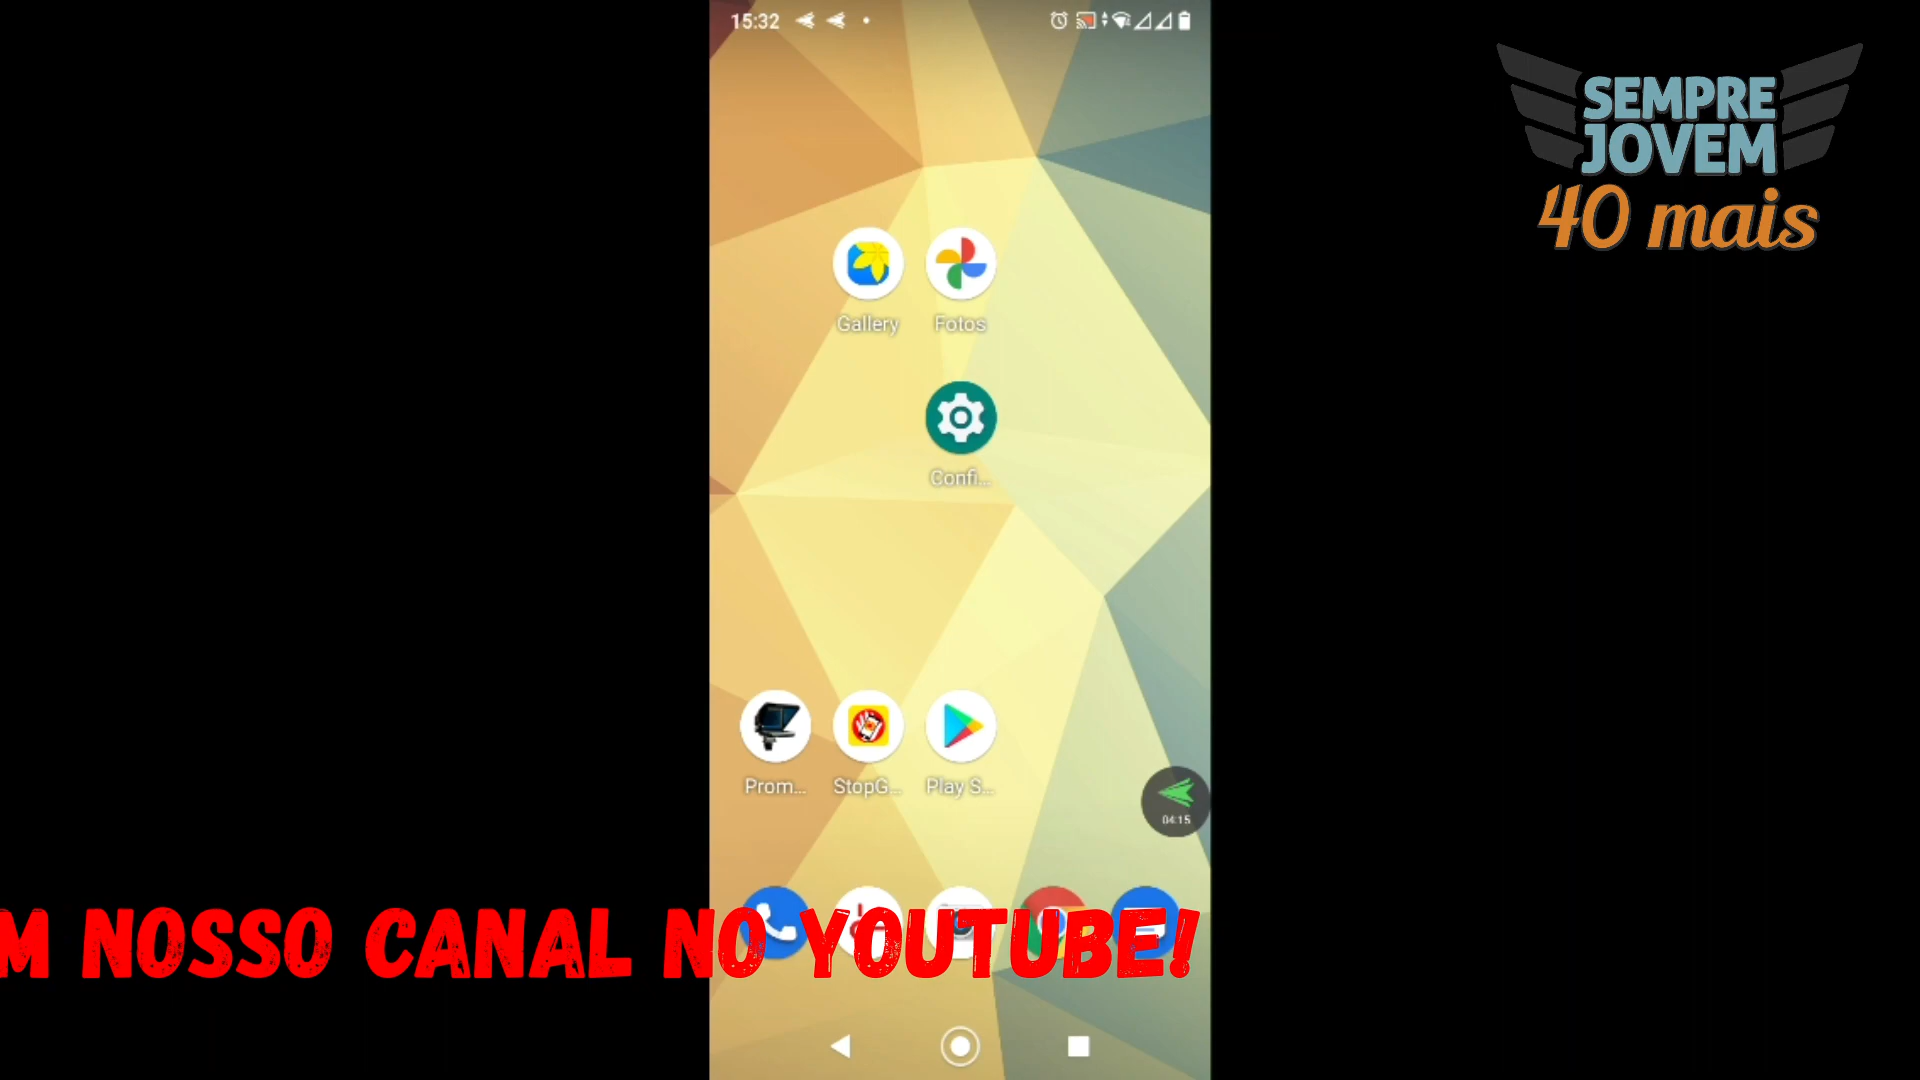 15:32
SEMPRE
JOVEM
40 mais
Gallery
Fotos
Confi...
Prom...
StopG...
Play S...
04:15
M NOSSO CANAL NO YOUTUBE!